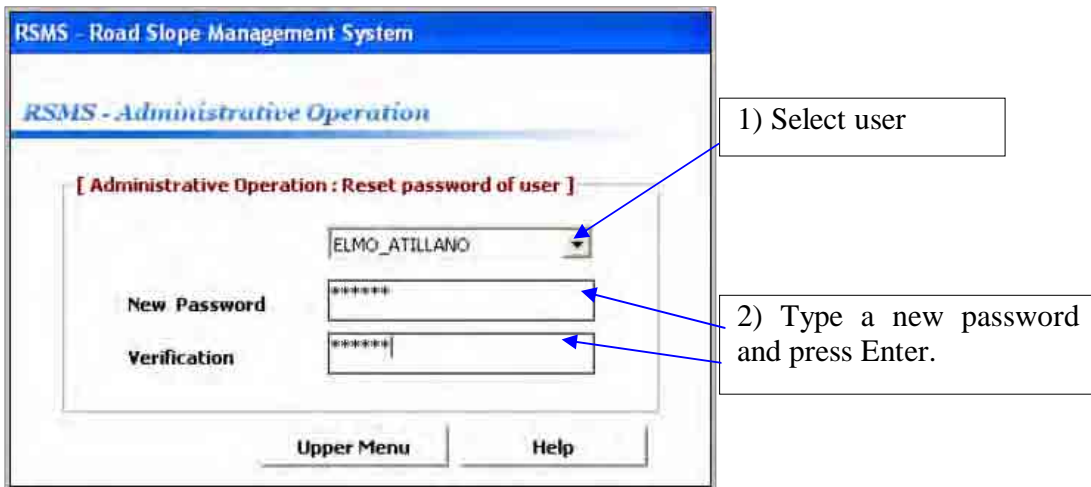 RSMS - Road Slope Management System
RSMS - Administrative Operation
1) Select user
[ Administrative Operation : Reset password of user ]
ELMO_ATILLANO
New Password
******
2) Type a new password
and press Enter.
Verification
******
Upper Menu
Help